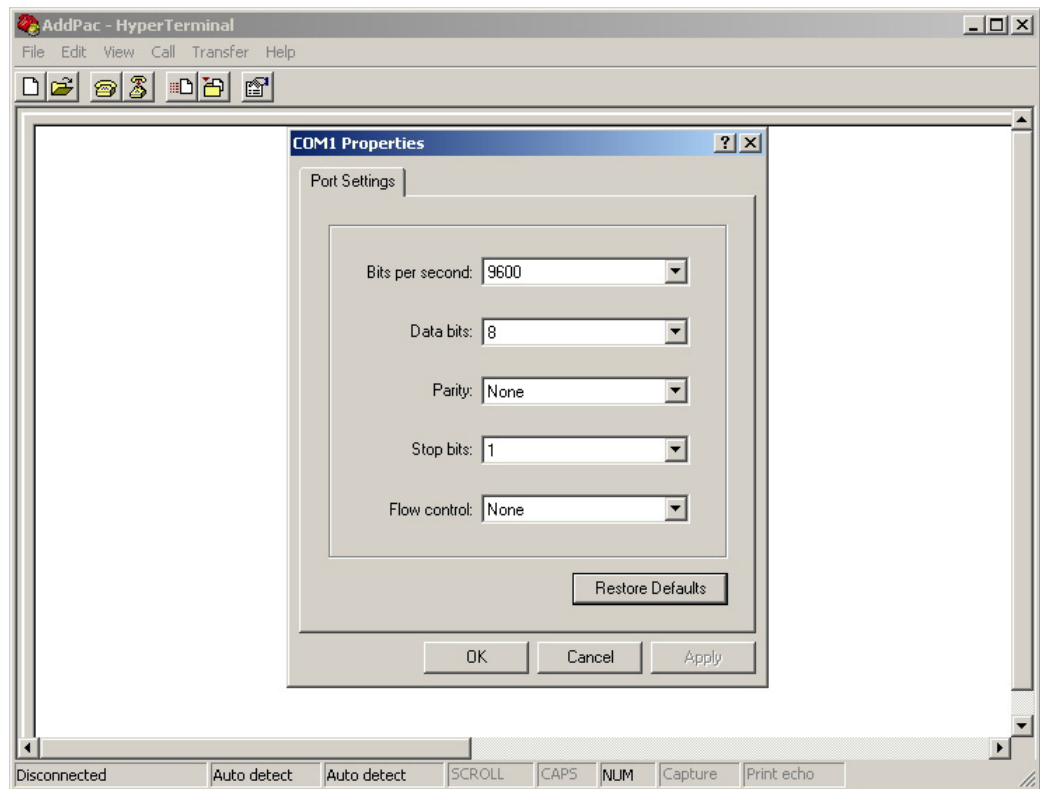 AddPac - HyperTerminal
File Edit View Call Transfer Help
COM1 Properties
Port Settings
Bits per second: 9600
Data bits: 8
Parity: None
Stop bits: 1
Flow control: None
Restore Defaults
OK Cancel Apply
Disconnected Auto detect Auto detect SCROLL CAPS NUM Capture Print echo